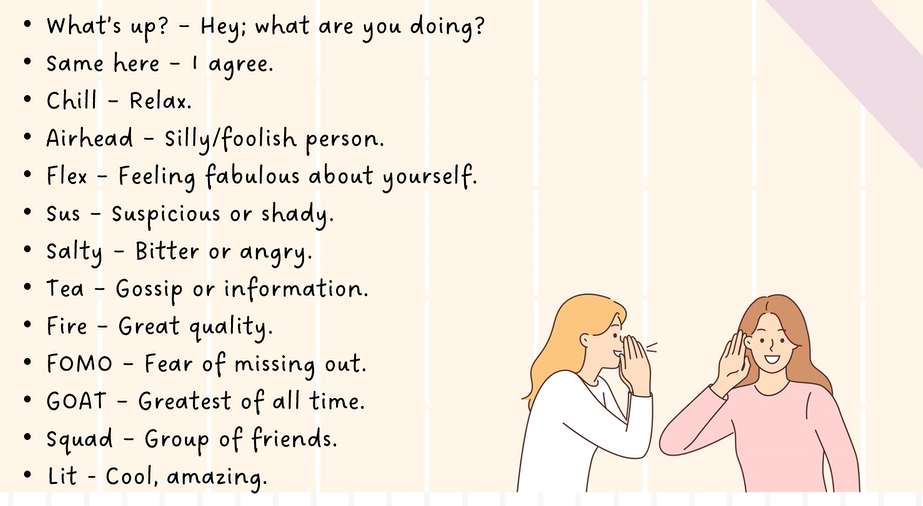 • What's up? – Hey; what are you doing?
• Same here – I agree.
• Chill – Relax.
• Airhead – Silly/foolish person.
• Flex – Feeling fabulous about yourself.
• Sus – Suspicious or shady.
• Salty – Bitter or angry.
• Tea – Gossip or information.
• Fire – Great quality.
• FOMO – Fear of missing out.
• GOAT – Greatest of all time.
• Squad – Group of friends.
• Lit - Cool, amazing.